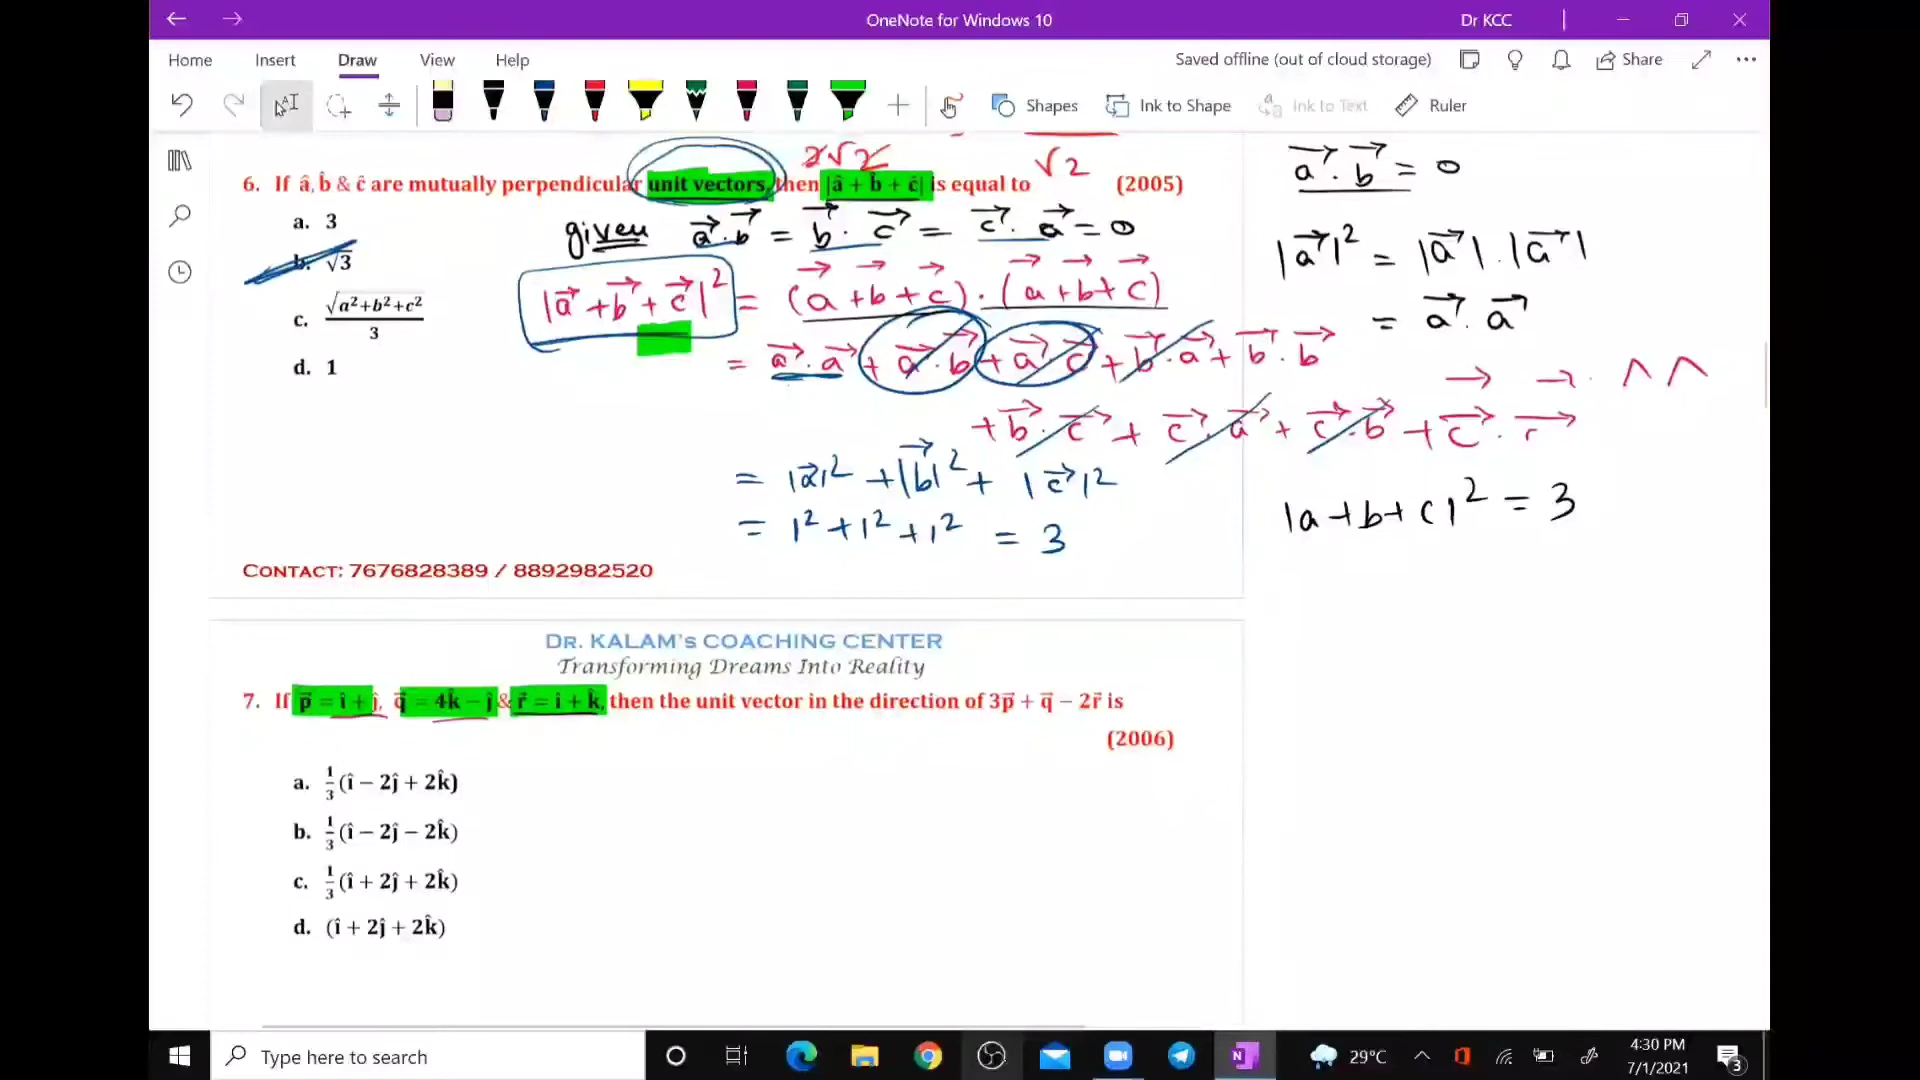 OneNote for Windows 10
Dr KCC
Home Insert Draw View Help
Saved offline (out of cloud storage) Share
Shapes Ink to Shape Ink to Text Ruler
2√2 √2
6. If â, b̂ & ĉ are mutually perpendicular unit vectors, then |â + b̂ + ĉ| is equal to (2005)
a. 3
b. √3
c. √(a²+b²+c²)/3
d. 1
given a⃗·b⃗ = b⃗·c⃗ = c⃗·a⃗ = 0
|a⃗+b⃗+c⃗|² = (a⃗+b⃗+c⃗)·(a⃗+b⃗+c⃗)
= a⃗·a⃗ + a⃗·b⃗ + a⃗·c⃗ + b⃗·a⃗ + b⃗·b⃗
+ b⃗·c⃗ + c⃗·a⃗ + c⃗·b⃗ + c⃗·
= |a⃗|² + |b⃗|² + |c⃗|²
= 1² + 1² + 1² = 3
a⃗·b⃗ = 0
|a⃗|² = |a⃗|·|a⃗|
= a⃗·a⃗
|a+b+c|² = 3
CONTACT: 7676828389 / 8892982520
DR. KALAM's COACHING CENTER
Transforming Dreams Into Reality
7. If p⃗ = î + ĵ, q⃗ = 4k̂ − ĵ & r⃗ = î + k̂, then the unit vector in the direction of 3p⃗ + q⃗ − 2r⃗ is
(2006)
a. 1/3 (î − 2ĵ + 2k̂)
b. 1/3 (î − 2ĵ − 2k̂)
c. 1/3 (î + 2ĵ + 2k̂)
d. (î + 2ĵ + 2k̂)
Type here to search
29°C
4:30 PM
7/1/2021
3